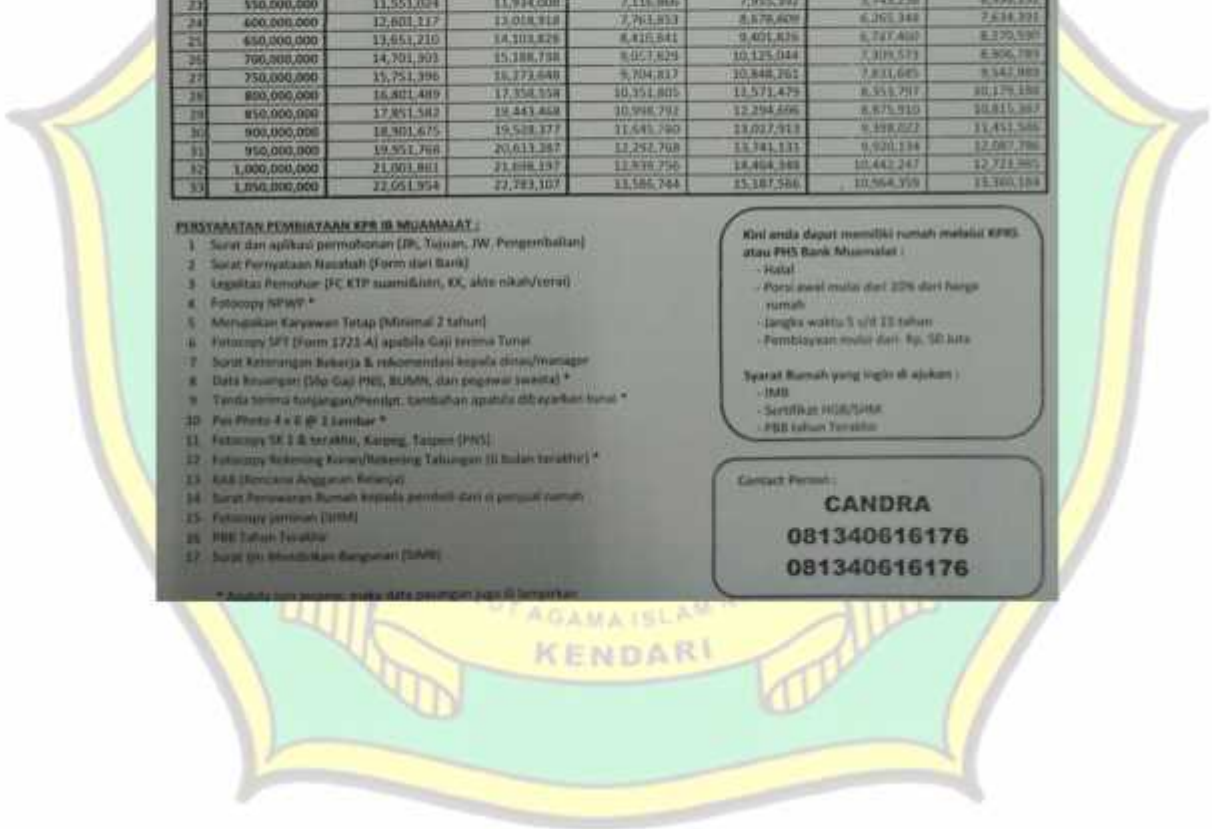 23 550,000,000 11,551,024 11,934,008 7,116,866
24 600,000,000 12,601,117 13,018,918 7,763,853 8,678,609 6,265,348 7,634,391
25 650,000,000 13,651,210 14,103,828 8,410,841 9,401,826 6,787,460 8,270,590
26 700,000,000 14,701,303 15,188,738 9,057,829 10,125,044 7,309,573 8,906,789
27 750,000,000 15,751,396 16,273,648 9,704,817 10,848,261 7,831,685 9,542,989
28 800,000,000 16,801,489 17,358,558 10,351,805 11,571,479 8,353,797 10,179,188
29 850,000,000 17,851,582 18,443,468 10,998,792 12,294,696 8,875,910 10,815,387
30 900,000,000 18,901,675 19,528,377 11,645,780 13,017,913 9,398,022 11,451,586
31 950,000,000 19,951,768 20,613,287 12,292,768 13,741,131 9,920,134 12,087,786
32 1,000,000,000 21,001,861 21,698,197 12,939,756 14,464,348 10,442,247 12,723,985
33 1,050,000,000 22,051,954 22,783,107 13,586,744 15,187,566 10,964,359 13,360,184
PERSYARATAN PEMBIAYAAN KPR IB MUAMALAT :
1 Surat dan aplikasi permohonan (Jlh, Tujuan, JW. Pengembalian)
2 Surat Pernyataan Nasabah (Form dari Bank)
3 Legalitas Pemohon (FC KTP suami&istri, KK, akte nikah/cerai)
4 Fotocopy NPWP *
5 Merupakan Karyawan Tetap (Minimal 2 tahun)
6 Fotocopy SPT (Form 1721-A) apabila Gaji terima Tunai
7 Surat Keterangan Bekerja & rekomendasi kepala dinas/manager
8 Data Keuangan (Slip Gaji PNS, BUMN, dan pegawai swasta) *
9 Tanda terima tunjangan/Pendpt. tambahan apabila dibayarkan tunai *
10 Pas Photo 4 x 6 @ 1 Lembar *
11 Fotocopy SK 1 & terakhir, Karpeg, Taspen (PNS)
12 Fotocopy Rekening Koran/Rekening Tabungan (6 Bulan terakhir) *
13 RAB (Rencana Anggaran Belanja)
14 Surat Penawaran Rumah kepada pembeli dari si penjual rumah
15 Fotocopy jaminan (SHM)
16 PBB Tahun Terakhir
17 Surat Ijin Mendirikan Bangunan (SIMB)
* Apabila join income, maka data pasangan juga di lampirkan
Kini anda dapat memiliki rumah melalui KPRS
atau PHS Bank Muamalat :
- Halal
- Porsi awal mulai dari 20% dari harga
rumah
- Jangka waktu 5 s/d 15 tahun
- Pembiayaan mulai dari Rp. 50 Juta
Syarat Rumah yang ingin di ajukan :
- IMB
- Sertifikat HGB/SHM
- PBB tahun Terakhir
Contact Person :
CANDRA
081340616176
081340616176
AGAMA ISLAM
KENDARI